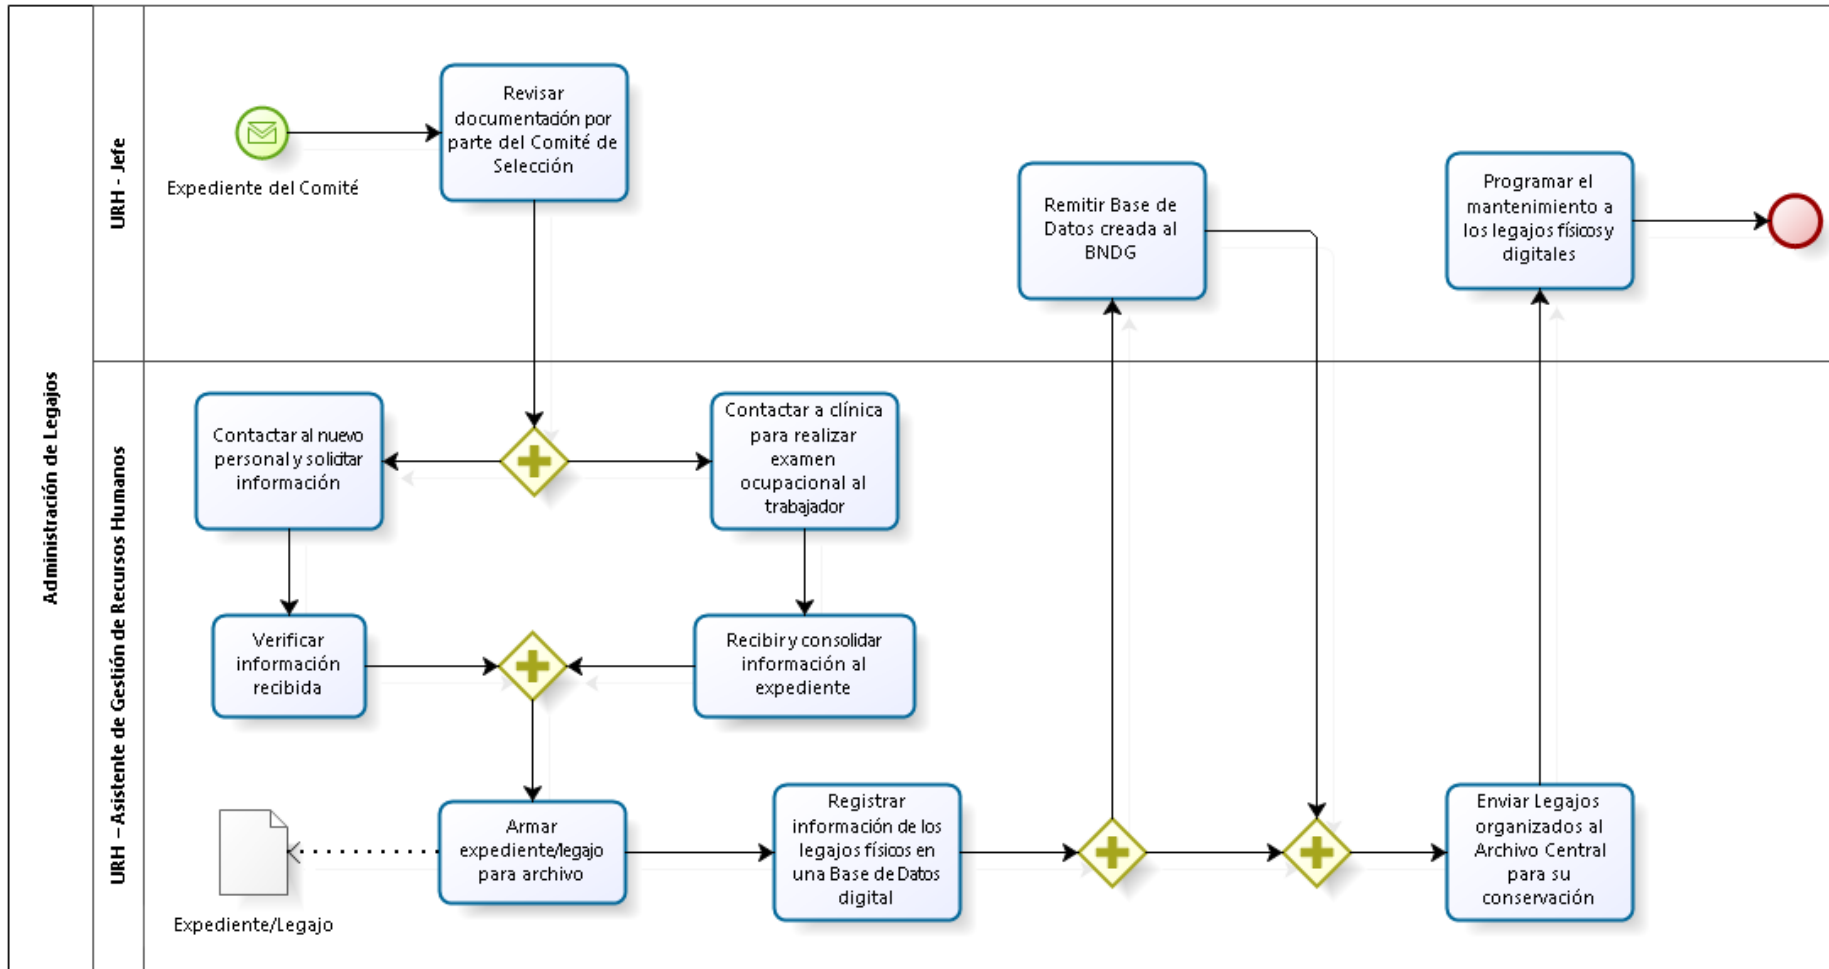 Administración de Legajos
URH - Jefe
Expediente del Comité
Revisar
documentación por
parte del Comité de
Selección
Remitir Base de
Datos creada al
BNDG
Programar el
mantenimiento a
los legajos físicos y
digitales
URH – Asistente de Gestión de Recursos Humanos
Contactar al nuevo
personal y solicitar
información
Contactar a clínica
para realizar
examen
ocupacional al
trabajador
Verificar
información
recibida
Recibir y consolidar
información al
expediente
Expediente/Legajo
Armar
expediente/legajo
para archivo
Registrar
información de los
legajos físicos en
una Base de Datos
digital
Enviar Legajos
organizados al
Archivo Central
para su
conservación